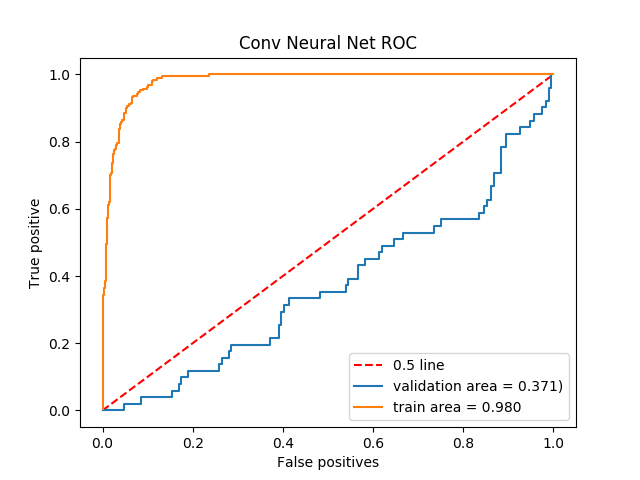 Conv Neural Net ROC
1.0
0.8
0.6
0.4
0.2
0.0
True positive
0.0 0.2 0.4 0.6 0.8 1.0
False positives
0.5 line
validation area = 0.371)
train area = 0.980